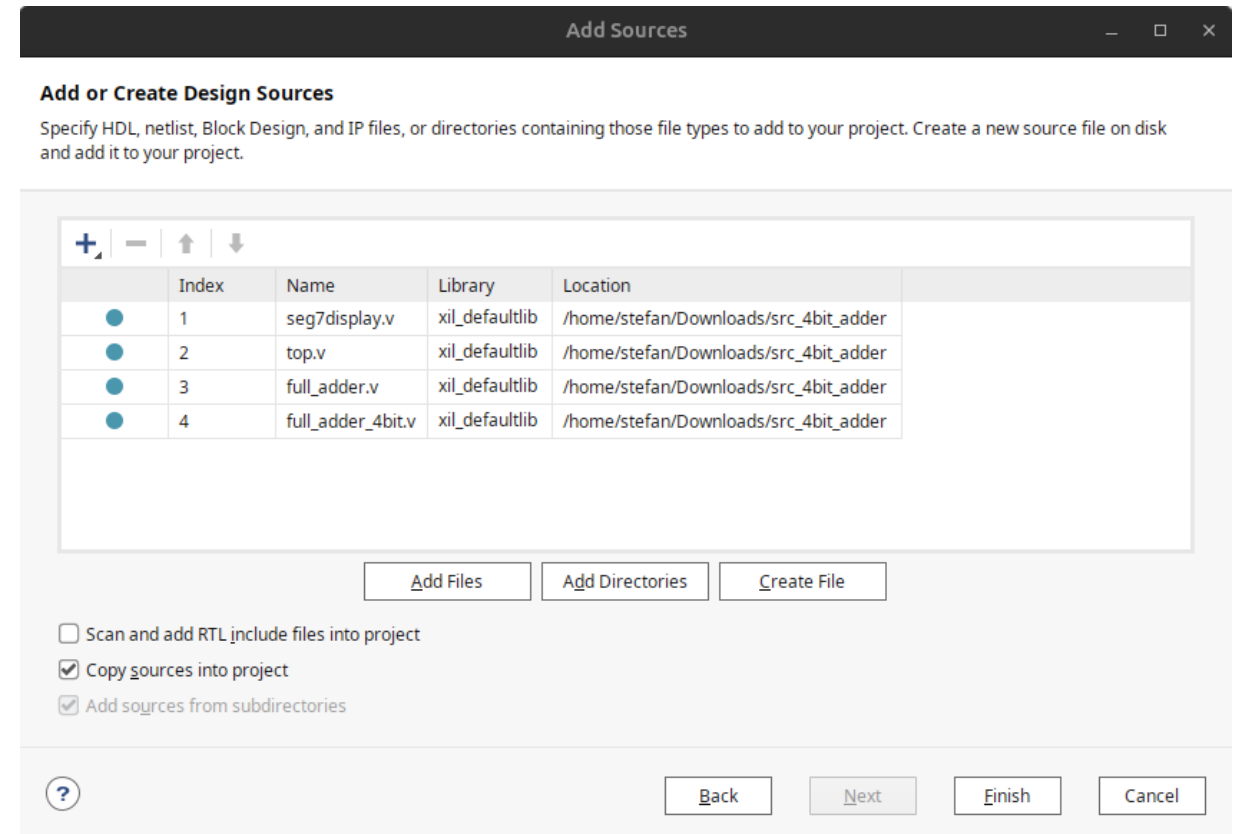 Add Sources
Add or Create Design Sources
Specify HDL, netlist, Block Design, and IP files, or directories containing those file types to add to your project. Create a new source file on disk
and add it to your project.
Index Name Library Location
1 seg7display.v xil_defaultlib /home/stefan/Downloads/src_4bit_adder
2 top.v xil_defaultlib /home/stefan/Downloads/src_4bit_adder
3 full_adder.v xil_defaultlib /home/stefan/Downloads/src_4bit_adder
4 full_adder_4bit.v xil_defaultlib /home/stefan/Downloads/src_4bit_adder
Add Files Add Directories Create File
Scan and add RTL include files into project
Copy sources into project
Add sources from subdirectories
? Back Next Finish Cancel